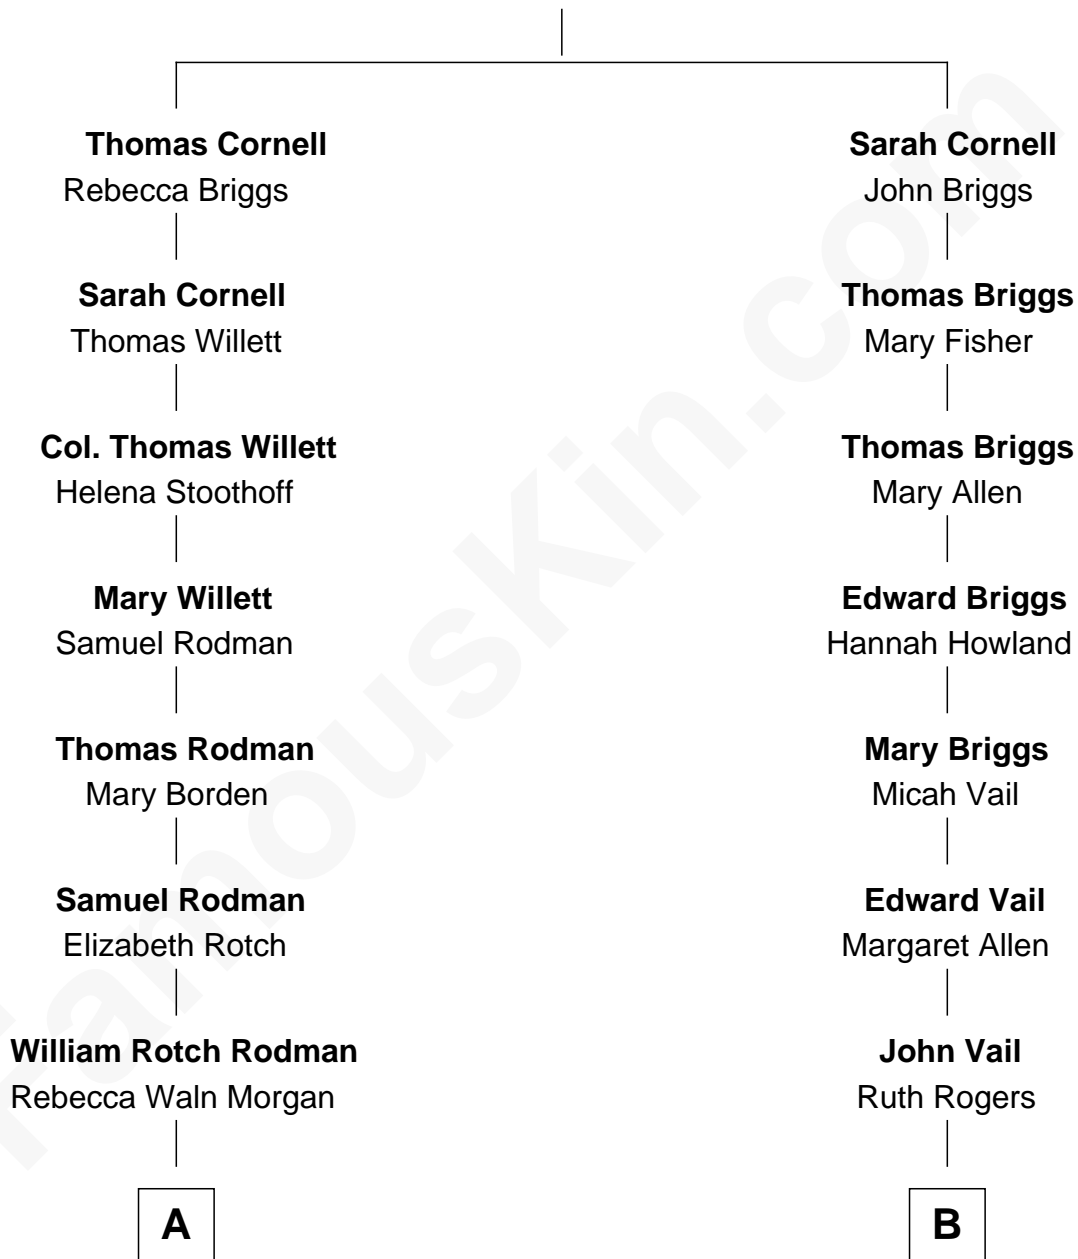 Thomas Cornell
Rebecca Briggs
Sarah Cornell
Thomas Willett
Col. Thomas Willett
Helena Stoothoff
Mary Willett
Samuel Rodman
Thomas Rodman
Mary Borden
Samuel Rodman
Elizabeth Rotch
William Rotch Rodman
Rebecca Waln Morgan
A
Sarah Cornell
John Briggs
Thomas Briggs
Mary Fisher
Thomas Briggs
Mary Allen
Edward Briggs
Hannah Howland
Mary Briggs
Micah Vail
Edward Vail
Margaret Allen
John Vail
Ruth Rogers
B
FamousKin.com